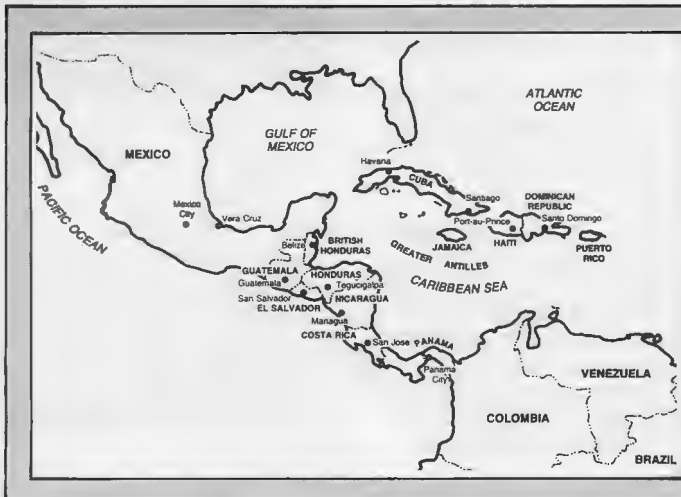 ATLANTIC
OCEAN
GULF OF
MEXICO
MEXICO
PACIFIC OCEAN
Havana
CUBA
Santiago
DOMINICAN
REPUBLIC
Mexico
City
Vera Cruz
Port-au-Prince
Santo Domingo
Belize
BRITISH
HONDURAS
JAMAICA
HAITI
PUERTO
RICO
GREATER ANTILLES
CARIBBEAN SEA
GUATEMALA
HONDURAS
Guatemala
Tegucigalpa
San Salvador
NICARAGUA
EL SALVADOR
Managua
COSTA RICA
San Jose
PANAMA
Panama
City
VENEZUELA
COLOMBIA
BRAZIL